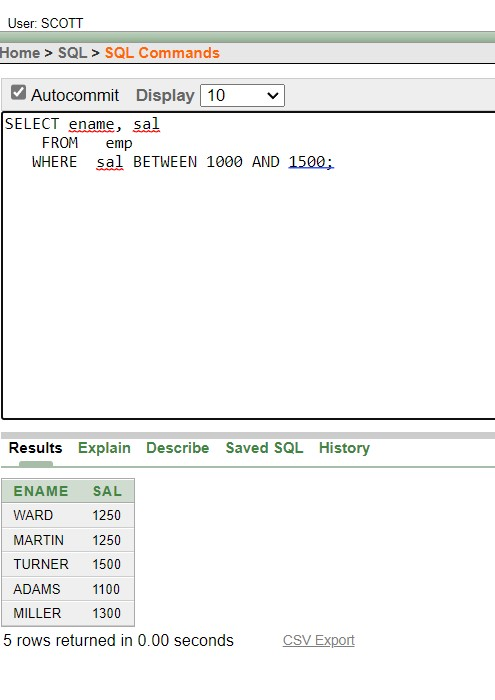 User: SCOTT
Home > SQL > SQL Commands
Autocommit Display 10
SELECT ename, sal
FROM emp
WHERE sal BETWEEN 1000 AND 1500;
Results Explain Describe Saved SQL History
ENAME SAL
WARD 1250
MARTIN 1250
TURNER 1500
ADAMS 1100
MILLER 1300
5 rows returned in 0.00 seconds CSV Export